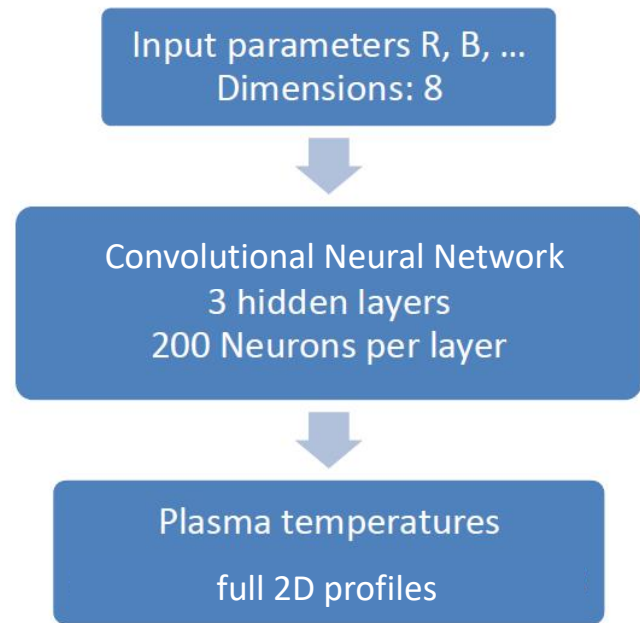 Input parameters R, B, ...
Dimensions: 8
Convolutional Neural Network
3 hidden layers
200 Neurons per layer
Plasma temperatures
full 2D profiles